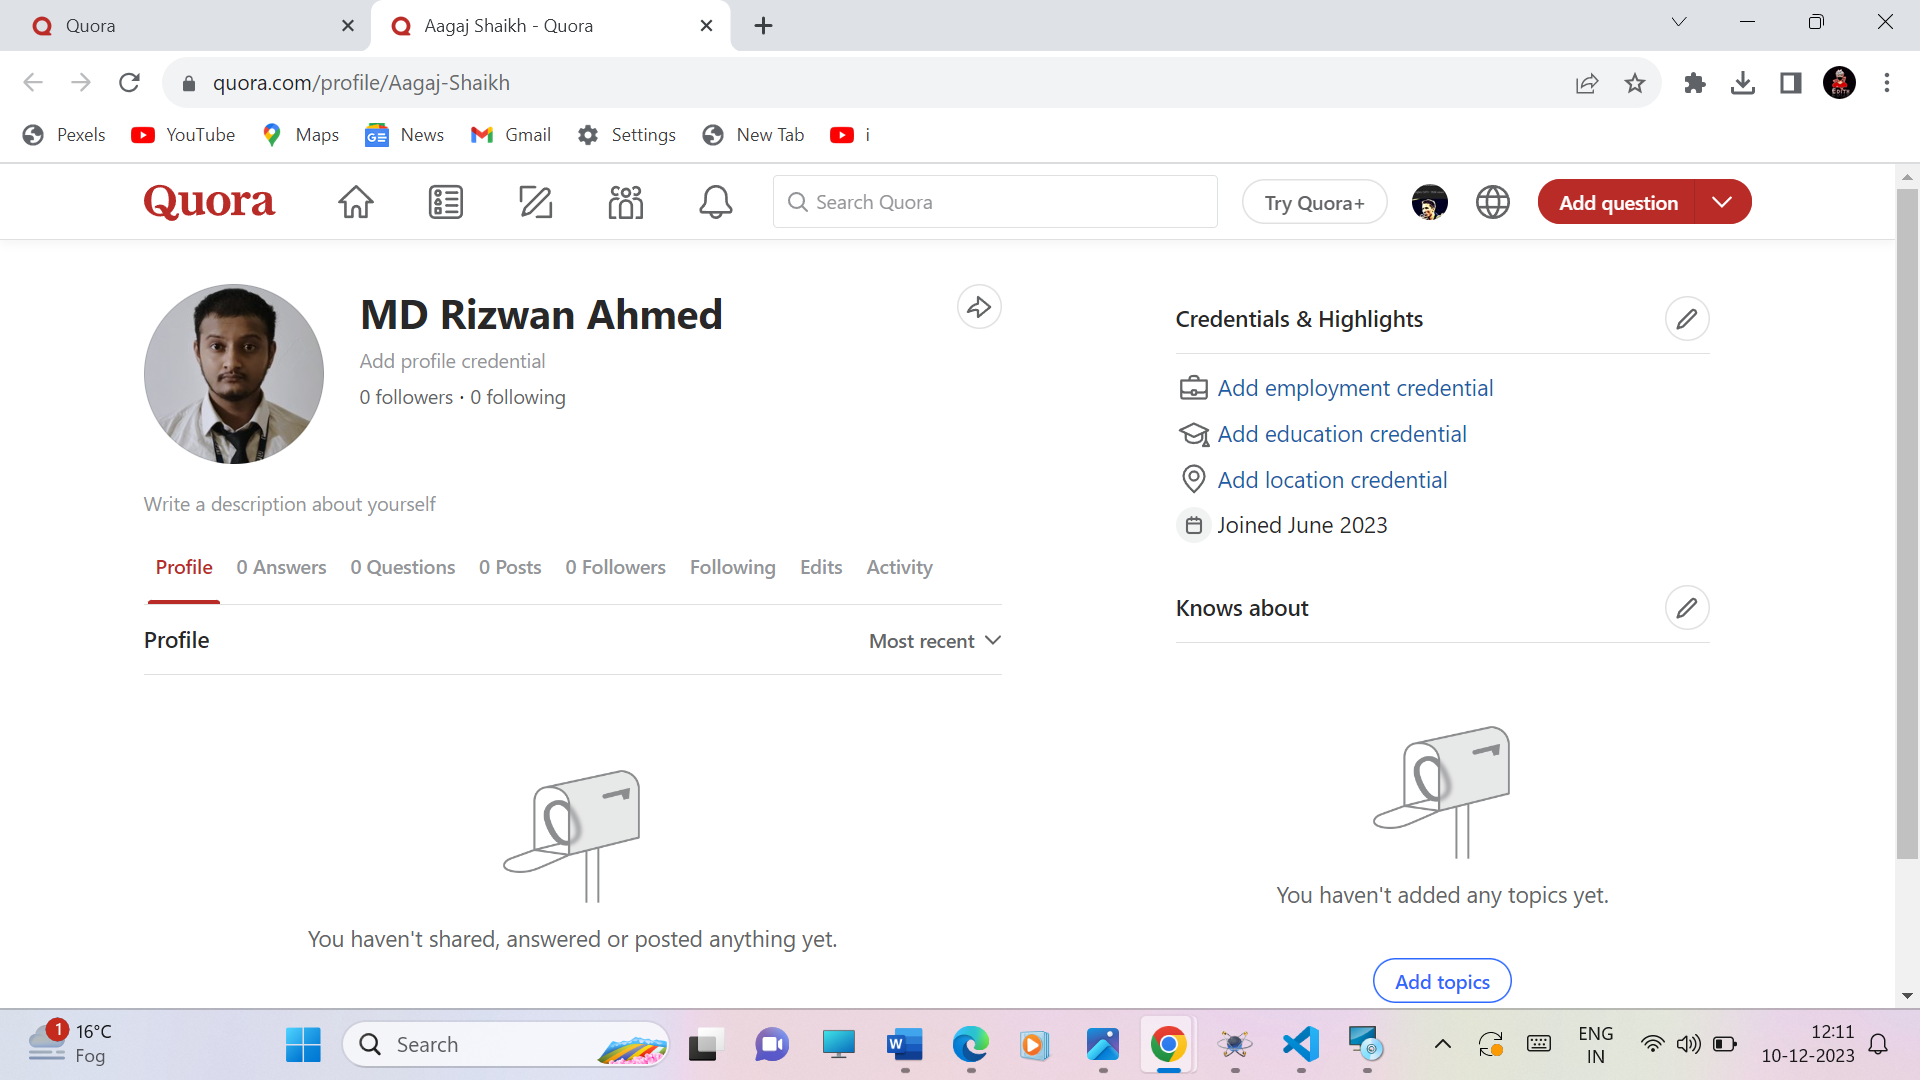 Quora
Aagaj Shaikh - Quora
quora.com/profile/Aagaj-Shaikh
Pexels
YouTube
Maps
News
Gmail
Settings
New Tab
i
Quora
Search Quora
Try Quora+
Add question
MD Rizwan Ahmed
Add profile credential
0 followers · 0 following
Write a description about yourself
Profile
0 Answers
0 Questions
0 Posts
0 Followers
Following
Edits
Activity
Profile
Most recent
You haven't shared, answered or posted anything yet.
Credentials & Highlights
Add employment credential
Add education credential
Add location credential
Joined June 2023
Knows about
You haven't added any topics yet.
Add topics
1
16°C
Fog
Search
ENG
IN
12:11
10-12-2023